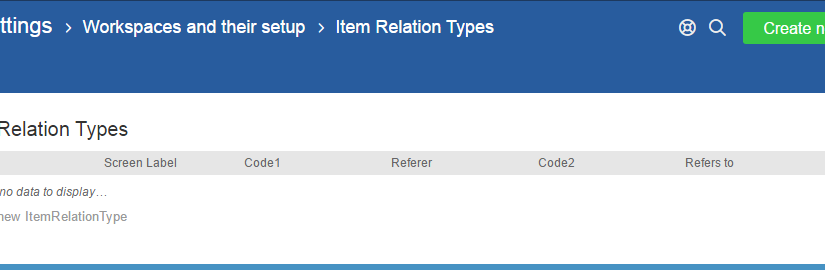 ttings > Workspaces and their setup > Item Relation Types Create n
Relation Types
Screen Label Code1 Referer Code2 Refers to
no data to display…
new ItemRelationType